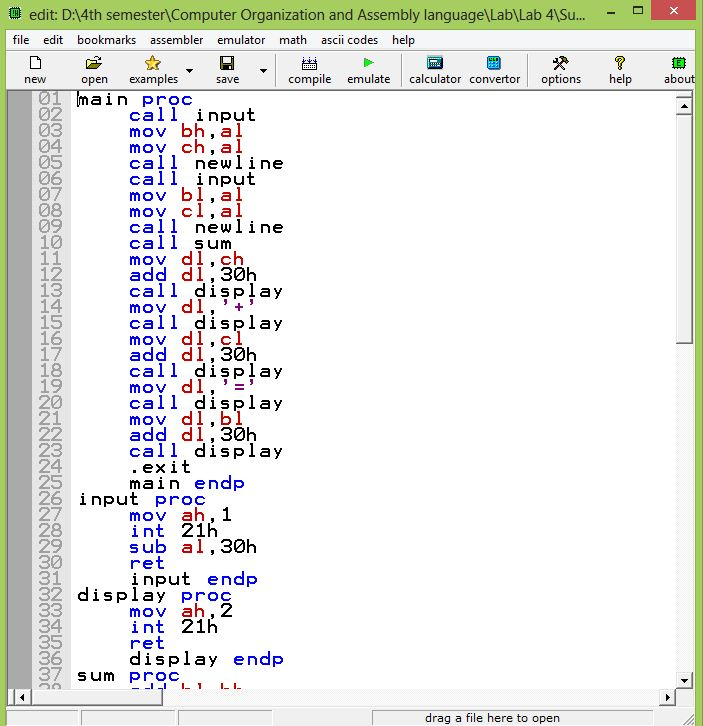 edit: D:\4th semester\Computer Organization and Assembly language\Lab\Lab 4\Su...
file edit bookmarks assembler emulator math ascii codes help
new open examples save compile emulate calculator convertor options help about
01 main proc
02 call input
03 mov bh,al
04 mov ch,al
05 call newline
06 call input
07 mov bl,al
08 mov cl,al
09 call newline
10 call sum
11 mov dl,ch
12 add dl,30h
13 call display
14 mov dl,'+'
15 call display
16 mov dl,cl
17 add dl,30h
18 call display
19 mov dl,'='
20 call display
21 mov dl,bl
22 add dl,30h
23 call display
24 .exit
25 main endp
26 input proc
27 mov ah,1
28 int 21h
29 sub al,30h
30 ret
31 input endp
32 display proc
33 mov ah,2
34 int 21h
35 ret
36 display endp
37 sum proc
drag a file here to open